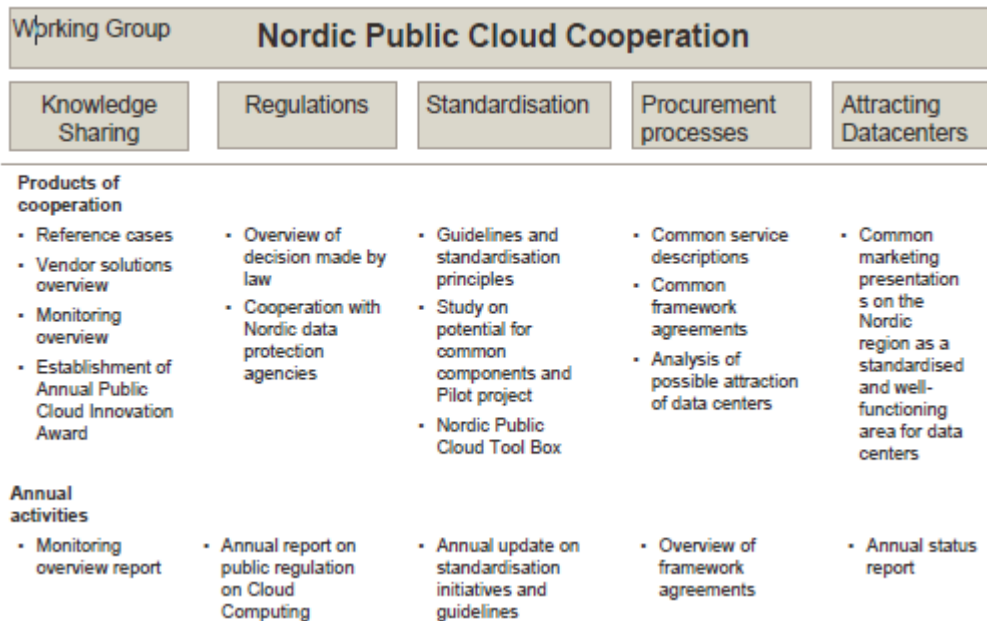 Working Group
Nordic Public Cloud Cooperation
Knowledge
Sharing
Regulations
Standardisation
Procurement
processes
Attracting
Datacenters
Products of
cooperation
▪ Reference cases
▪ Vendor solutions
overview
▪ Monitoring
overview
▪ Establishment of
Annual Public
Cloud Innovation
Award
▪ Overview of
decision made by
law
▪ Cooperation with
Nordic data
protection
agencies
▪ Guidelines and
standardisation
principles
▪ Study on
potential for
common
components and
Pilot project
▪ Nordic Public
Cloud Tool Box
▪ Common service
descriptions
▪ Common
framework
agreements
▪ Analysis of
possible attraction
of data centers
▪ Common
marketing
presentation
s on the
Nordic
region as a
standardised
and well-
functioning
area for data
centers
Annual
activities
▪ Monitoring
overview report
▪ Annual report on
public regulation
on Cloud
Computing
▪ Annual update on
standardisation
initiatives and
guidelines
▪ Overview of
framework
agreements
▪ Annual status
report